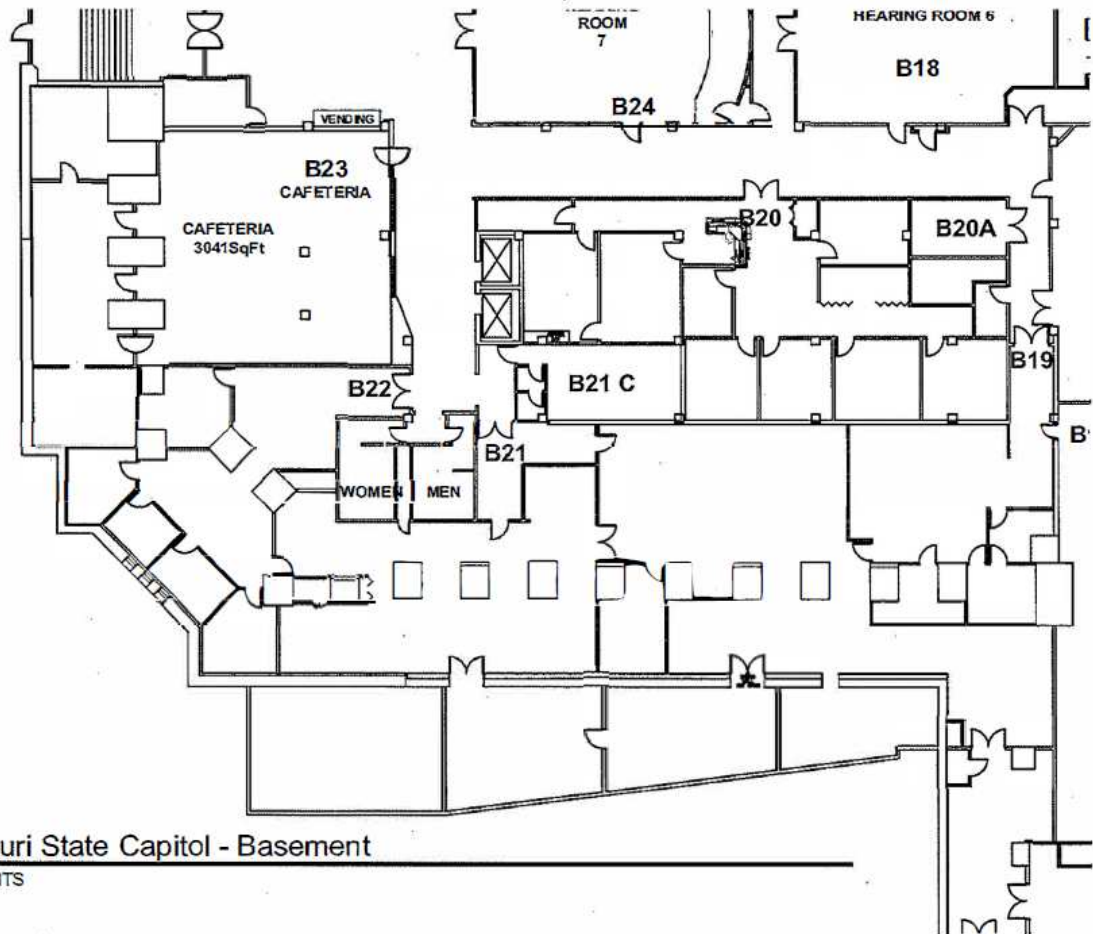 ROOM
7
HEARING ROOM 6
B18
B24
VENDING
B23
CAFETERIA
CAFETERIA
3041SqFt
B20
B20A
B19
B22
B21 C
B21
WOMEN
MEN
uri State Capitol - Basement